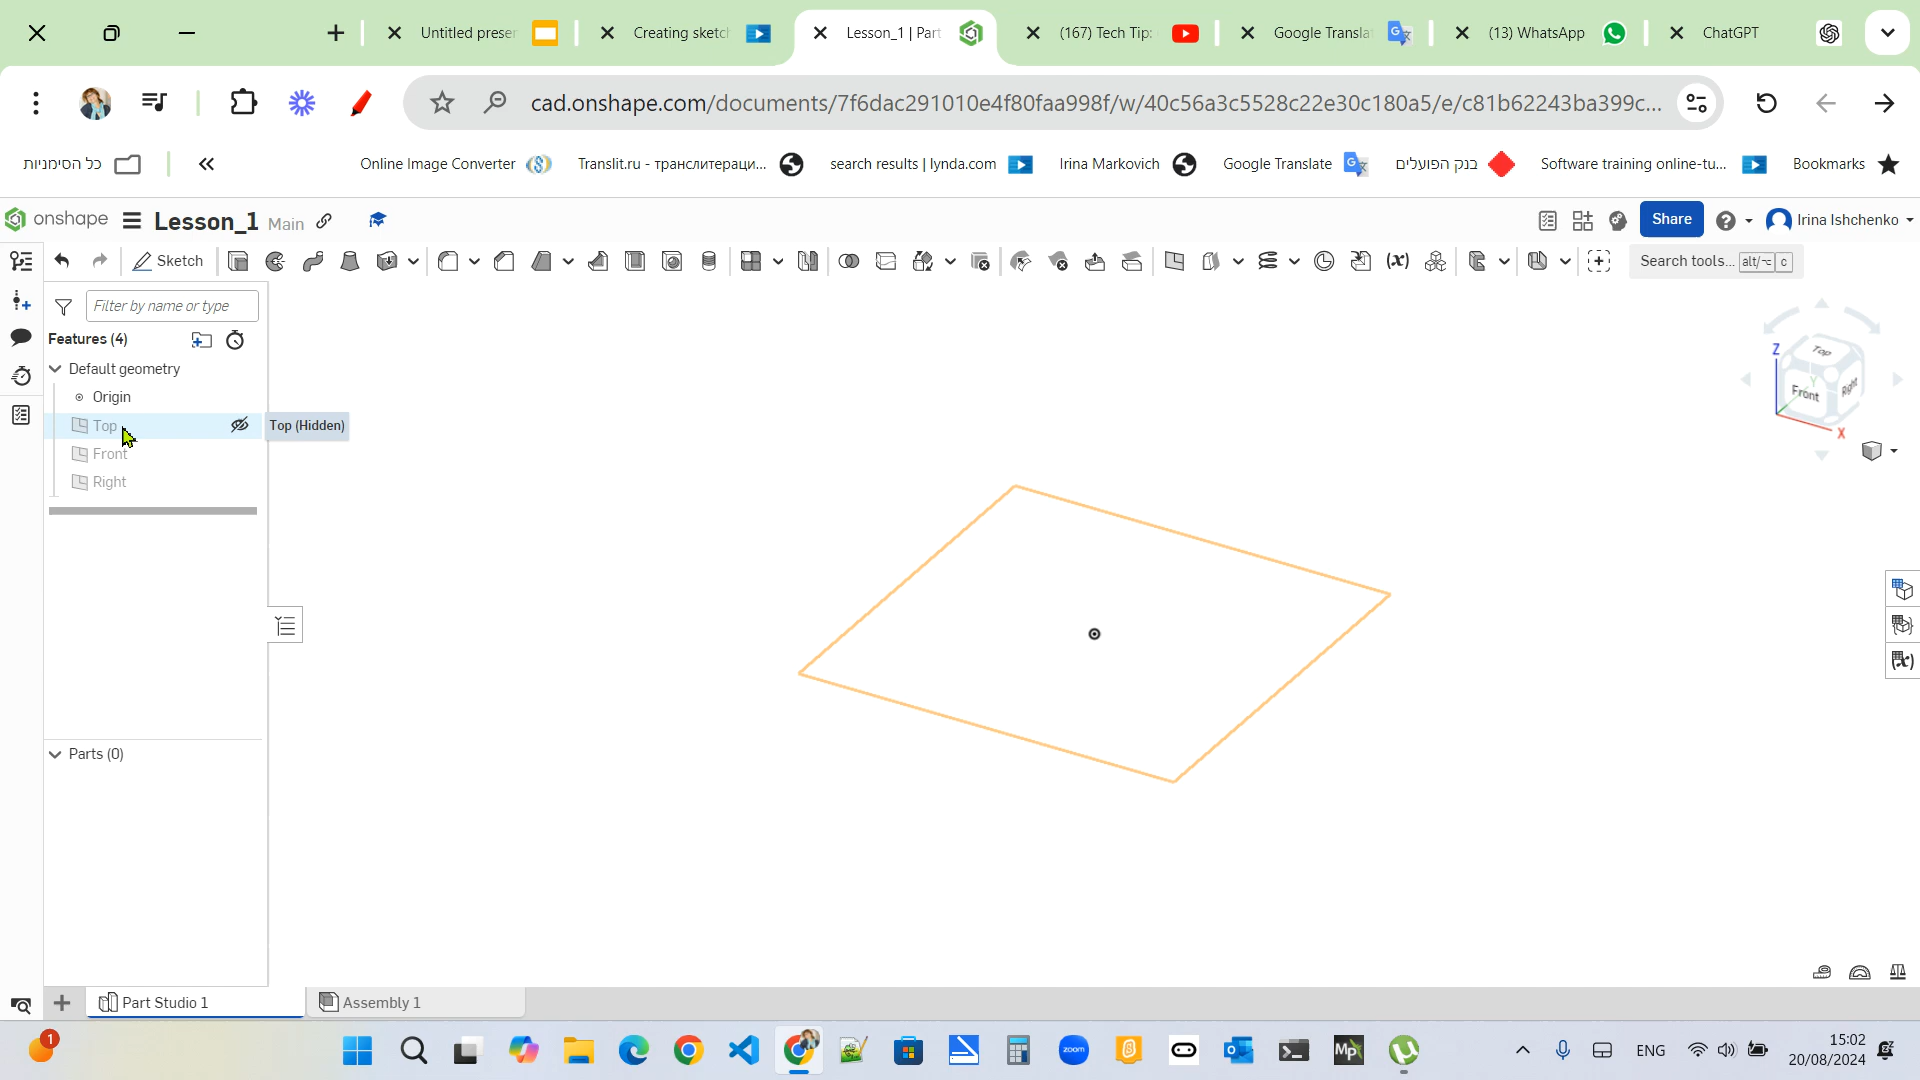 Untitled preser
Creating sketc
Lesson_1 | Part
(167) Tech Tip:
Google Transla
(13) WhatsApp
ChatGPT
cad.onshape.com/documents/7f6dac291010e4f80faa998f/w/40c56a3c5528c22e30c180a5/e/c81b62243ba399c...
כל הסימניות
Online Image Converter
Translit.ru - транслитераци...
search results | lynda.com
Irina Markovich
Google Translate
בנק הפועלים
Software training online-tu...
Bookmarks
onshape
Lesson_1 Main
Share
Irina Ishchenko
Sketch
Search tools... alt/⌥ c
Filter by name or type
Features (4)
Default geometry
Origin
Top
Top (Hidden)
Front
Right
Parts (0)
Z
Top
Front
Y
Right
X
Part Studio 1
Assembly 1
1
zoom
Mp
ENG
15:02
20/08/2024